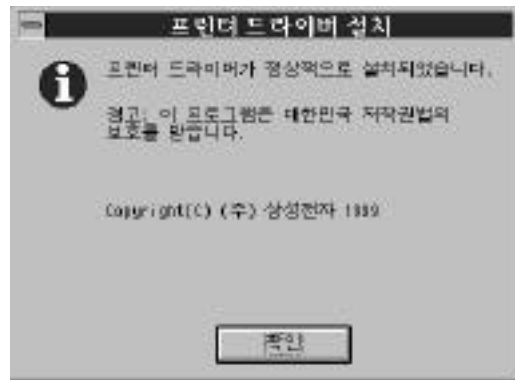 프린터 드라이버 설치
프린터 드라이버가 정상적으로 설치되었습니다.
경고: 이 프로그램은 대한민국 저작권법의
보호를 받습니다.
Copyright(C) (주) 삼성전자 1999
확인